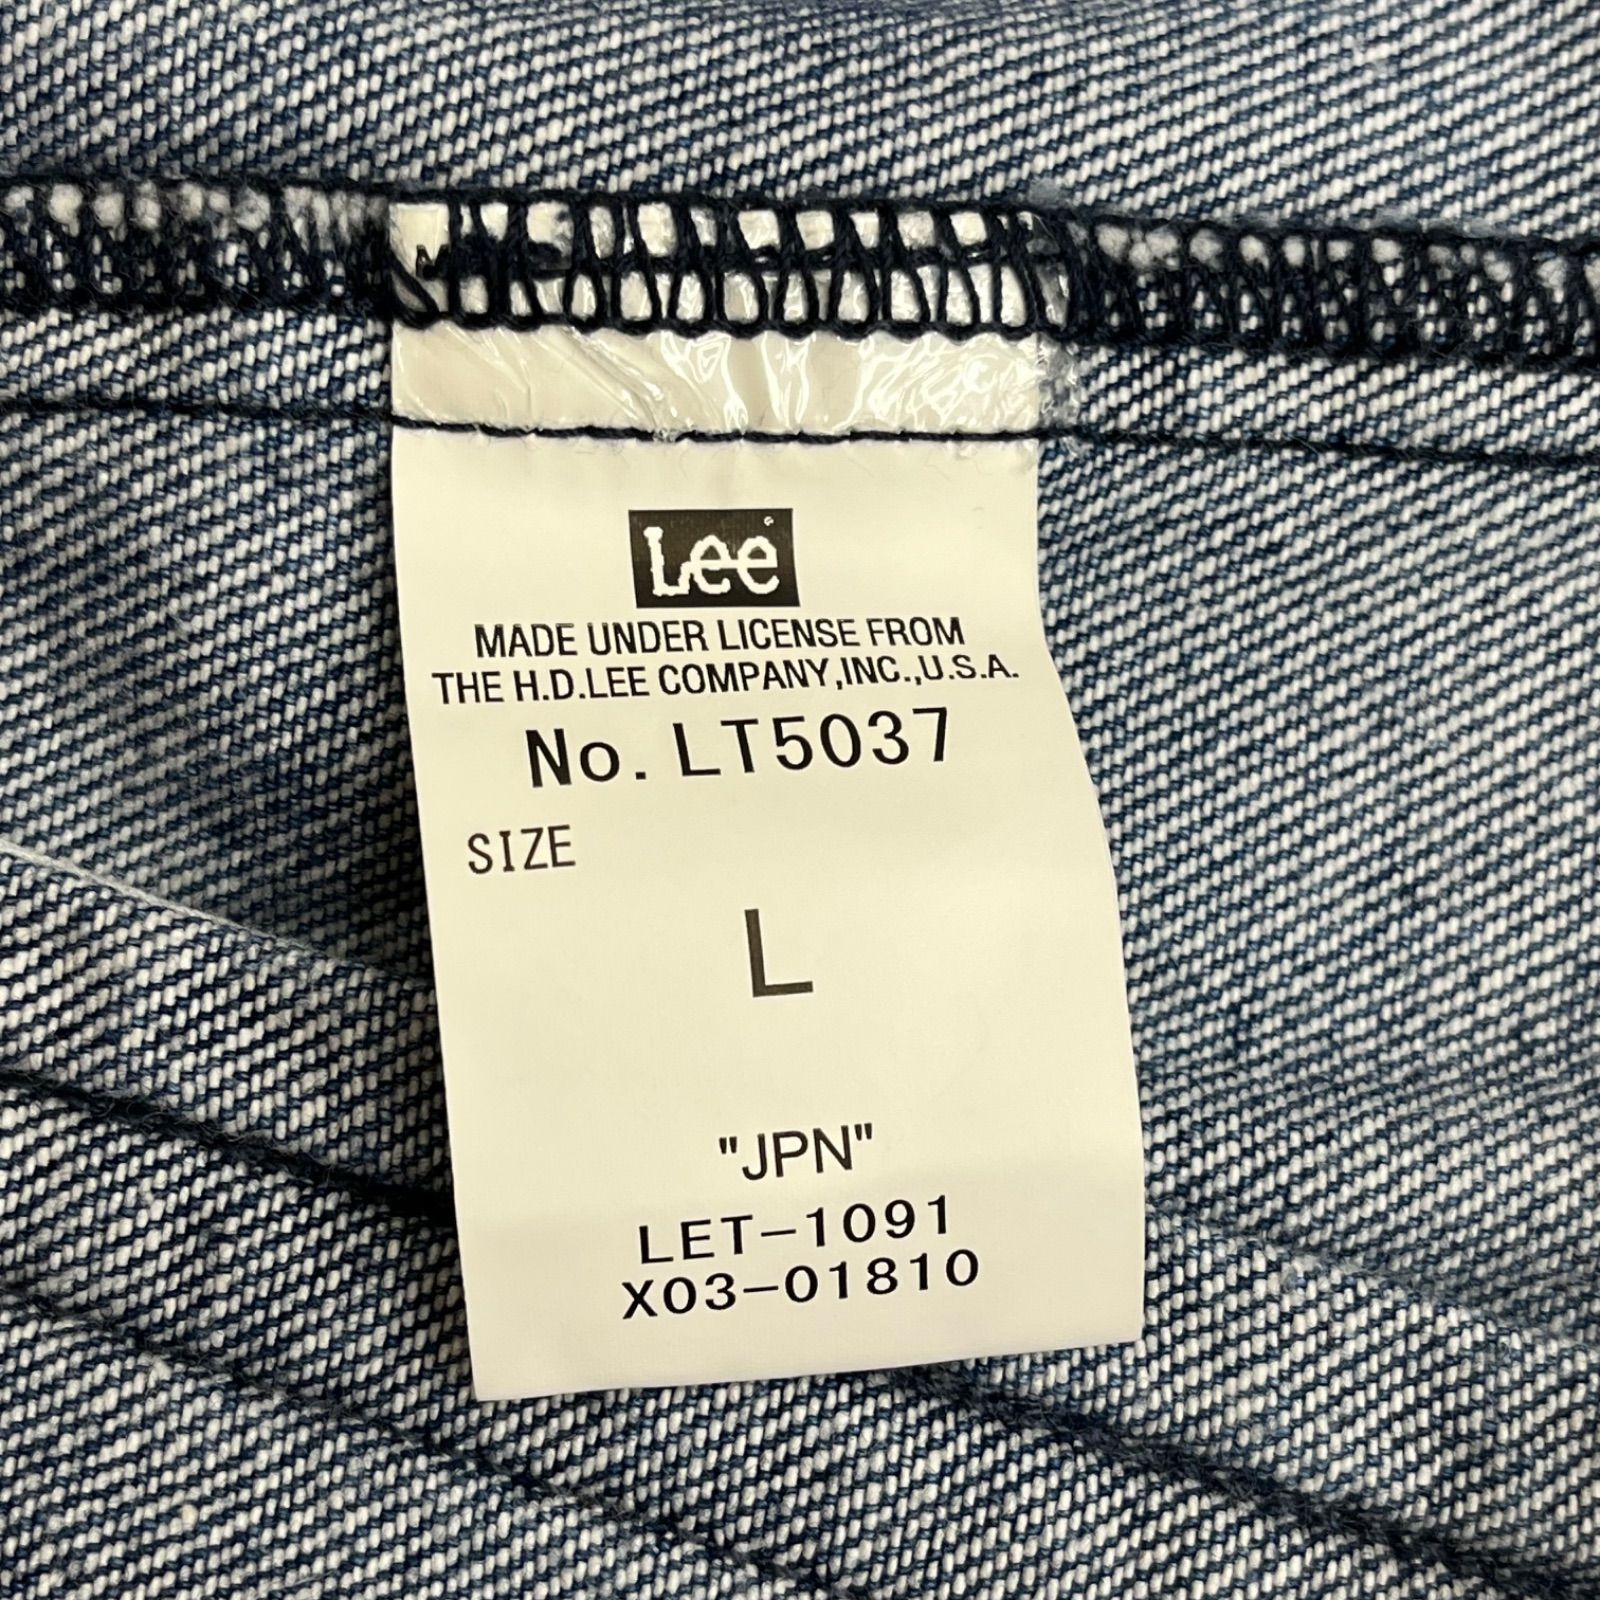 Lee
MADE UNDER LICENSE FROM
THE H.D.LEE COMPANY,INC.,U.S.A.
No. LT5037
SIZE
L
"JPN"
LET-1091
X03-01810